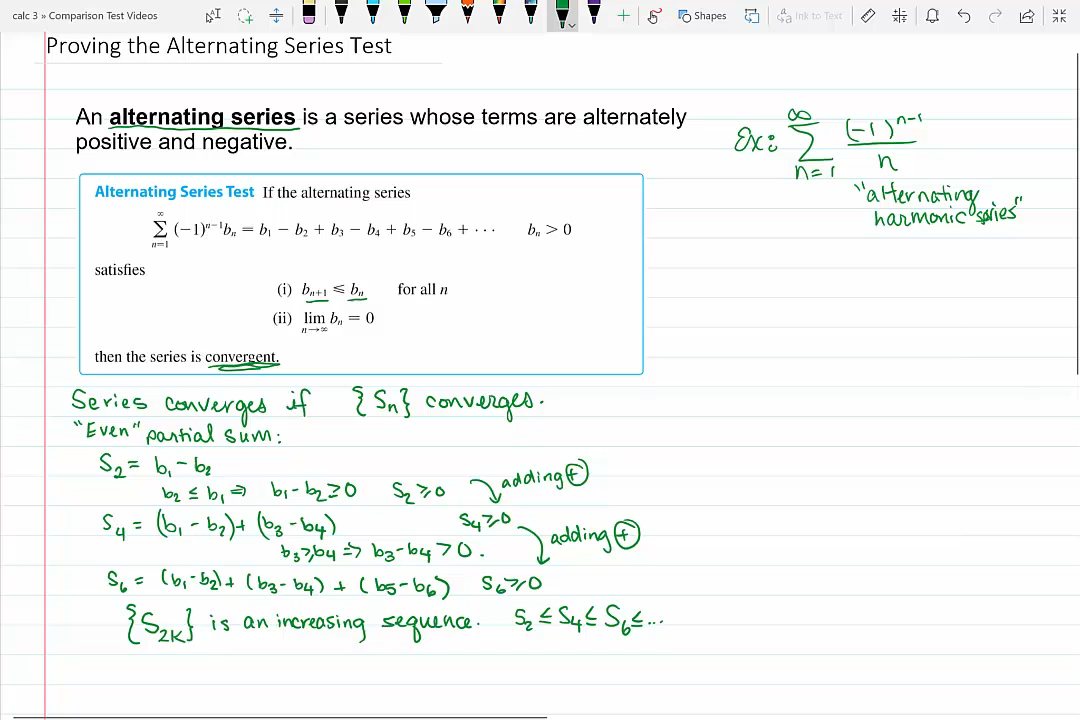 calc 3 » Comparison Test Videos
Shapes
Ink to Text
Proving the Alternating Series Test
An alternating series is a series whose terms are alternately
positive and negative.
Ex: ∞ ∑ n=1 (-1)^{n-1} / n
"alternating
harmonic series"
Alternating Series Test If the alternating series
∞ ∑ n=1 (−1)^{n−1} b_n = b_1 − b_2 + b_3 − b_4 + b_5 − b_6 + ··· b_n > 0
satisfies
(i) b_{n+1} ≤ b_n for all n
(ii) lim n→∞ b_n = 0
then the series is convergent.
Series converges if {S_n} converges.
"Even" partial sum:
S_2 = b_1 - b_2
b_2 ≤ b_1 ⇒ b_1 - b_2 ≥ 0 S_2 ≥ 0 adding (+)
S_4 = (b_1 - b_2) + (b_3 - b_4) S_4 ≥ 0
b_3 ≥ b_4 ⇒ b_3 - b_4 > 0. adding (+)
S_6 = (b_1 - b_2) + (b_3 - b_4) + (b_5 - b_6) S_6 ≥ 0
{S_{2K}} is an increasing sequence. S_2 ≤ S_4 ≤ S_6 ≤ ...